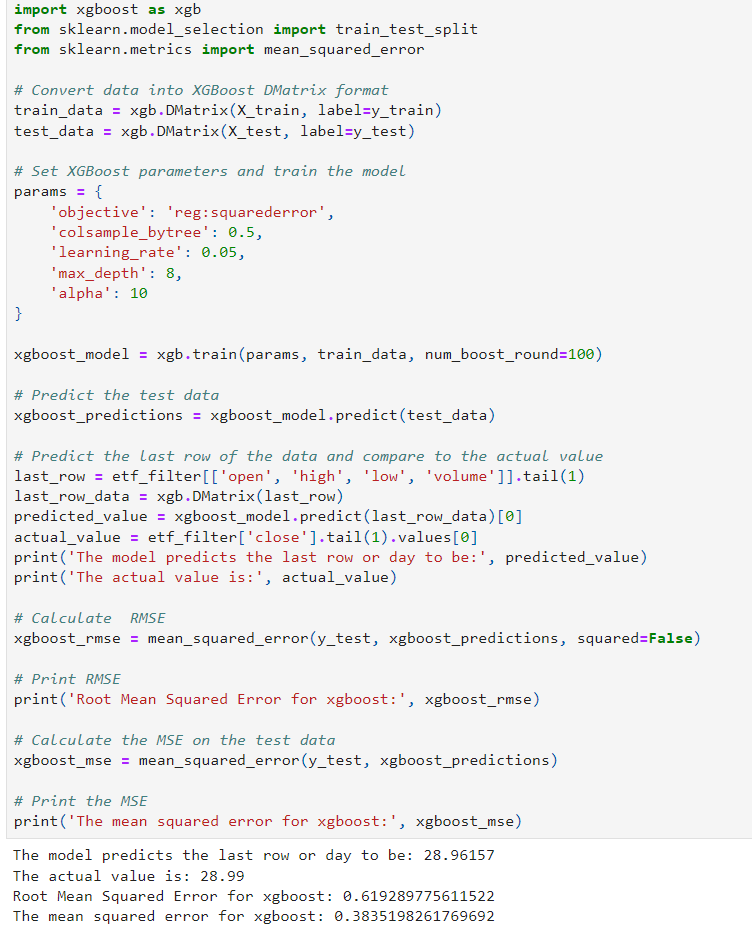 import xgboost as xgb
from sklearn.model_selection import train_test_split
from sklearn.metrics import mean_squared_error

# Convert data into XGBoost DMatrix format
train_data = xgb.DMatrix(X_train, label=y_train)
test_data = xgb.DMatrix(X_test, label=y_test)

# Set XGBoost parameters and train the model
params = {
    'objective': 'reg:squarederror',
    'colsample_bytree': 0.5,
    'learning_rate': 0.05,
    'max_depth': 8,
    'alpha': 10
}

xgboost_model = xgb.train(params, train_data, num_boost_round=100)

# Predict the test data
xgboost_predictions = xgboost_model.predict(test_data)

# Predict the last row of the data and compare to the actual value
last_row = etf_filter[['open', 'high', 'low', 'volume']].tail(1)
last_row_data = xgb.DMatrix(last_row)
predicted_value = xgboost_model.predict(last_row_data)[0]
actual_value = etf_filter['close'].tail(1).values[0]
print('The model predicts the last row or day to be:', predicted_value)
print('The actual value is:', actual_value)

# Calculate  RMSE
xgboost_rmse = mean_squared_error(y_test, xgboost_predictions, squared=False)

# Print RMSE
print('Root Mean Squared Error for xgboost:', xgboost_rmse)

# Calculate the MSE on the test data
xgboost_mse = mean_squared_error(y_test, xgboost_predictions)

# Print the MSE
print('The mean squared error for xgboost:', xgboost_mse)

The model predicts the last row or day to be: 28.96157
The actual value is: 28.99
Root Mean Squared Error for xgboost: 0.619289775611522
The mean squared error for xgboost: 0.3835198261769692